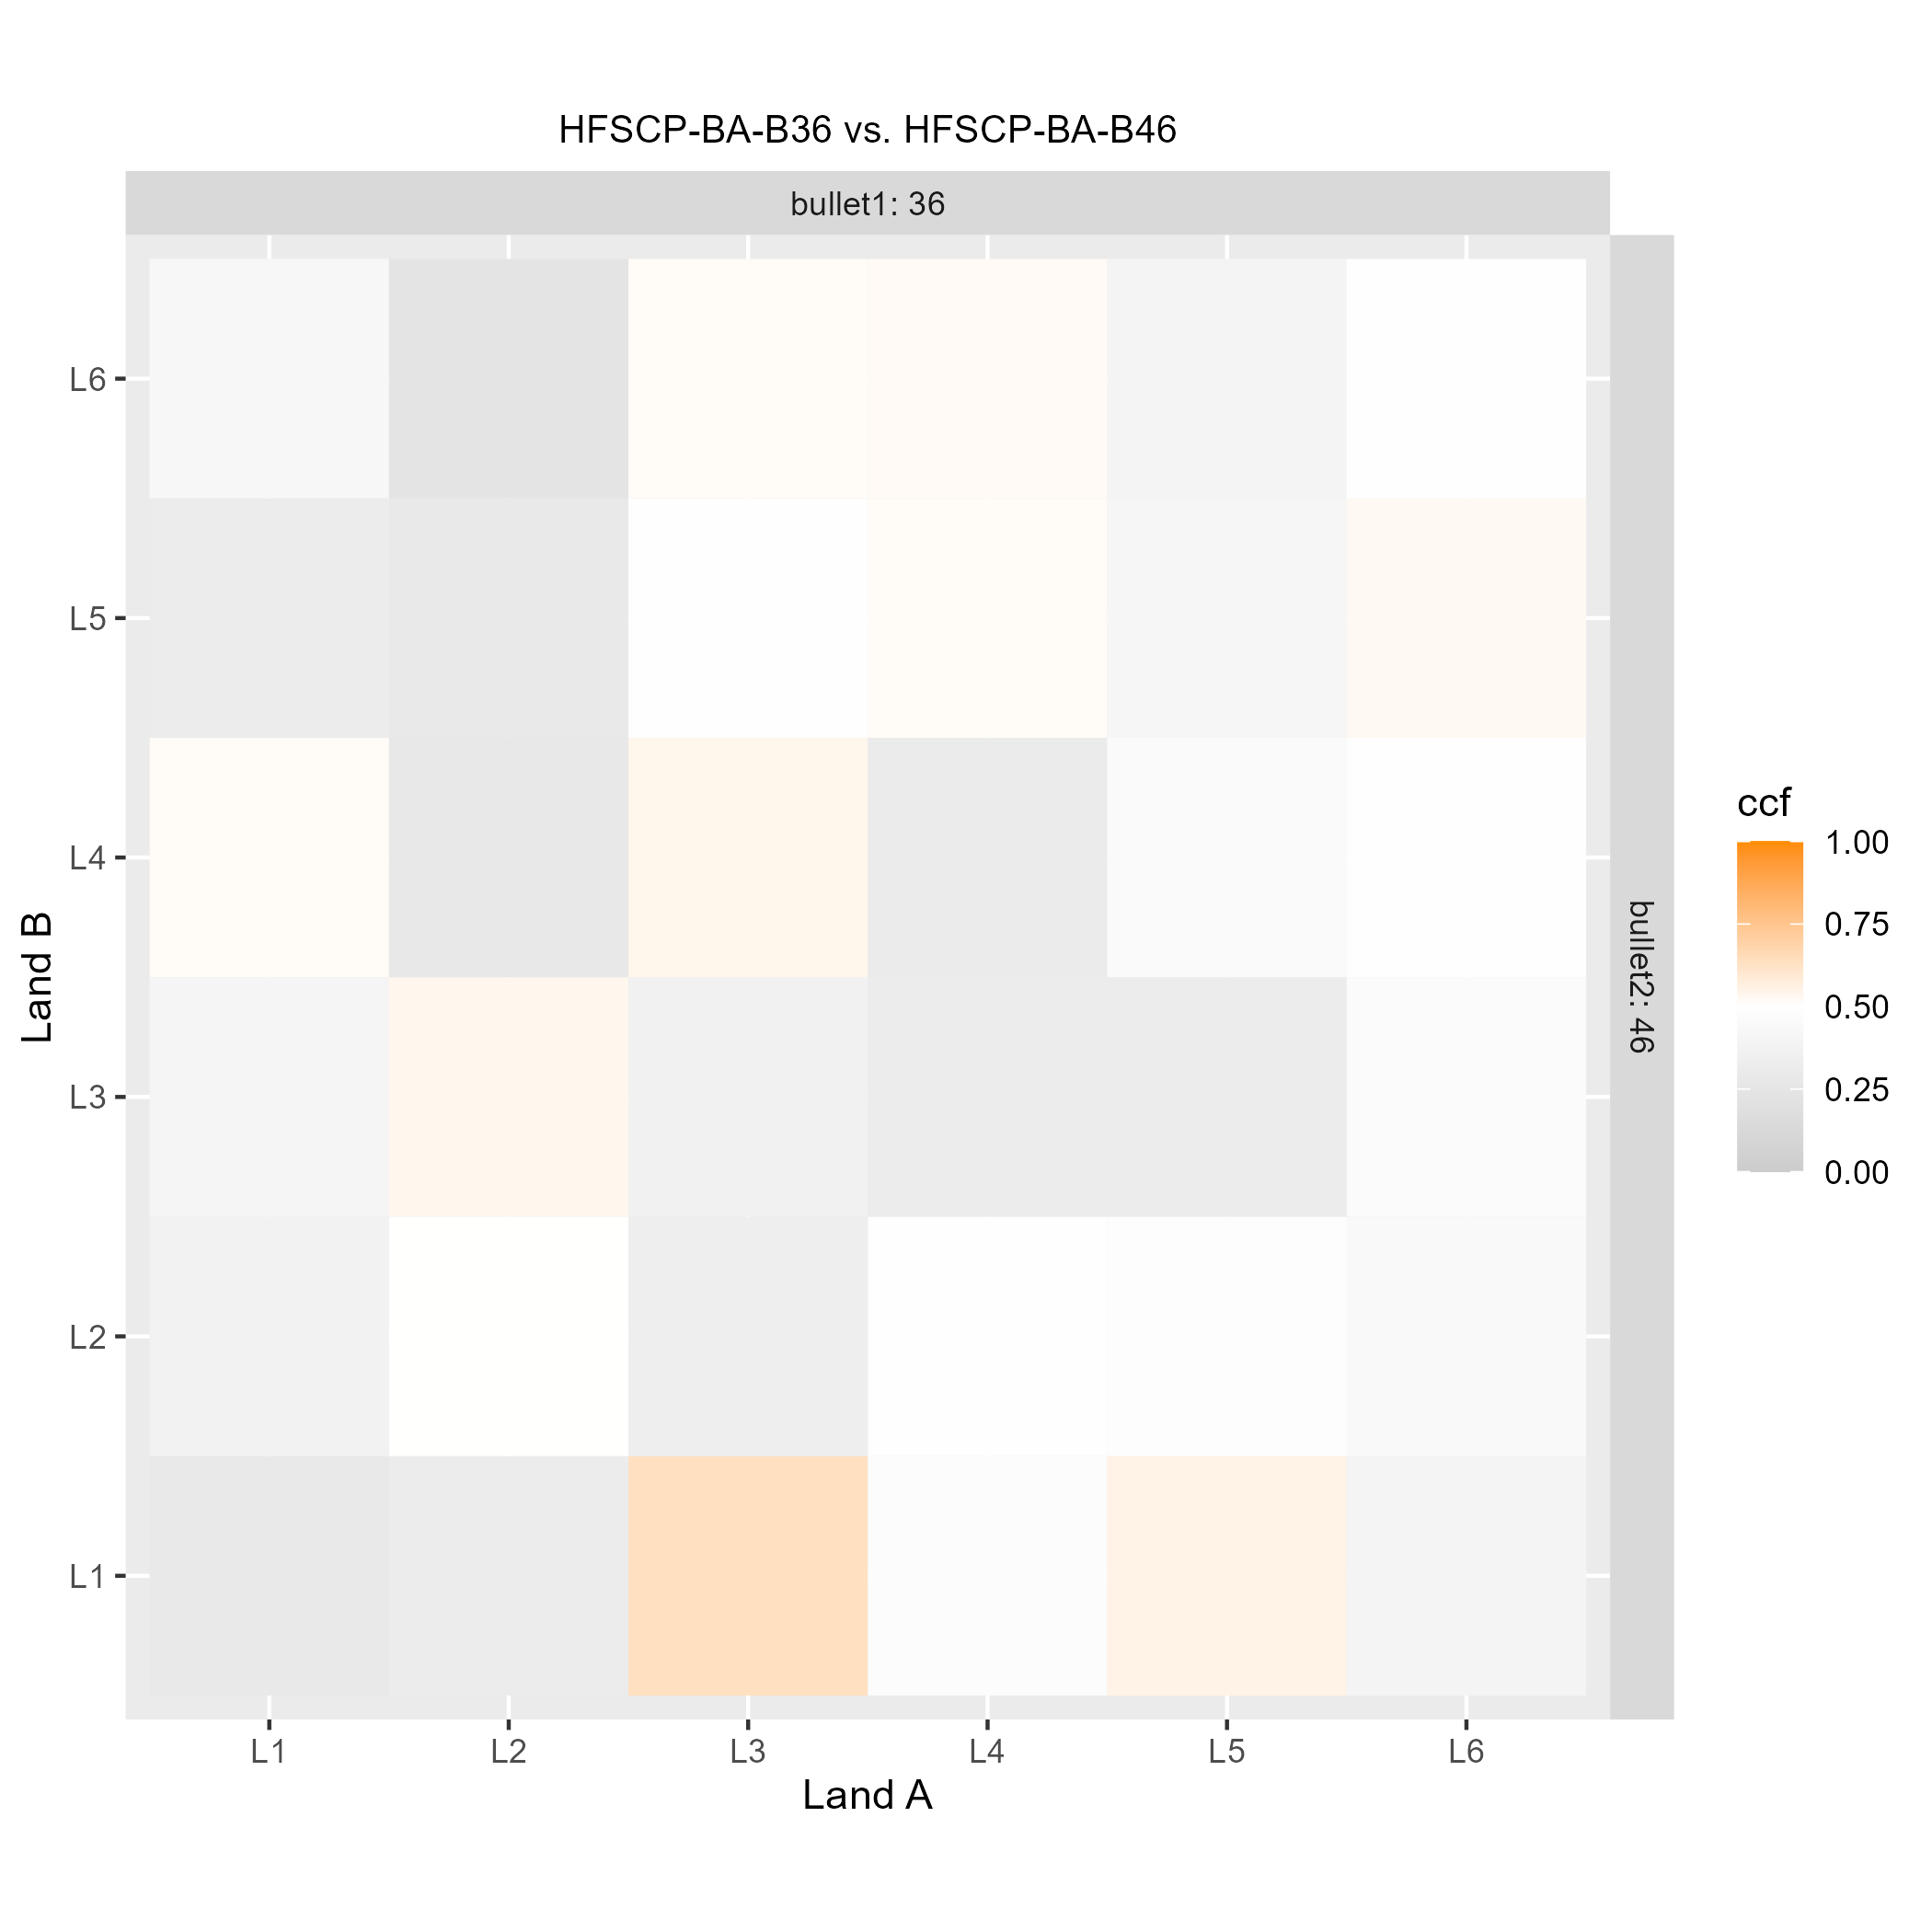 HFSCP-BA-B36 vs. HFSCP-BA-B46
bullet1: 36
L6
L5
L4
L3
L2
L1
Land B
bullet2: 46
L1 L2 L3 L4 L5 L6
Land A
ccf
1.00
0.75
0.50
0.25
0.00